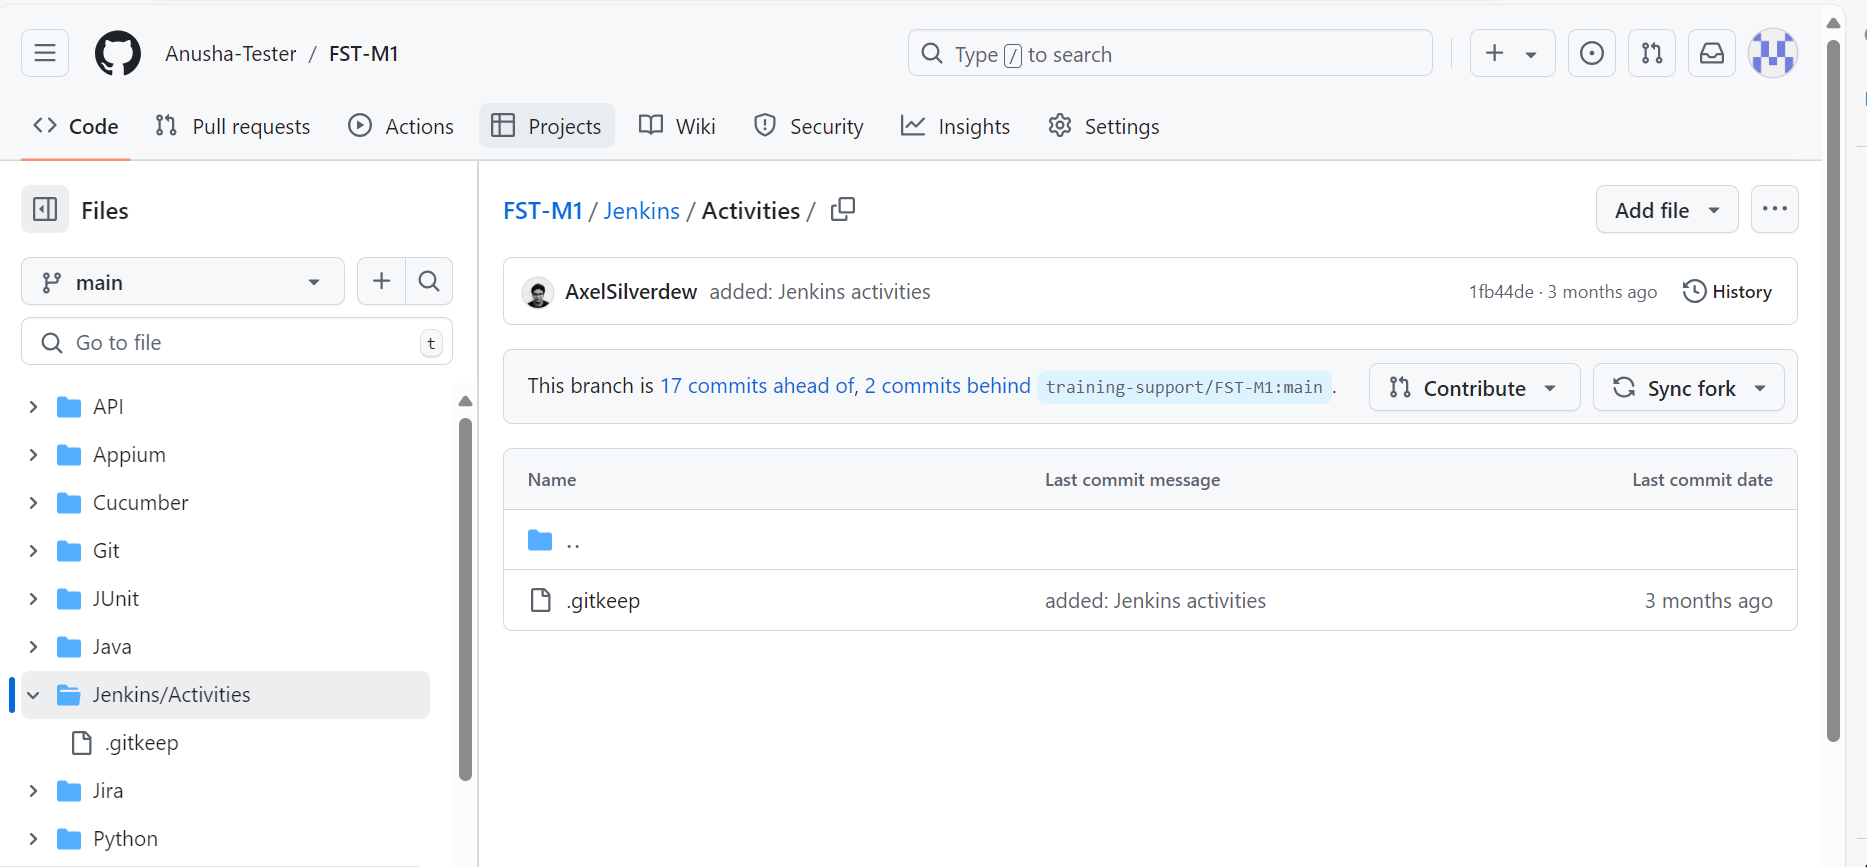 Anusha-Tester / FST-M1
Type / to search
Code
Pull requests
Actions
Projects
Wiki
Security
Insights
Settings
Files
main
Go to file
t
API
Appium
Cucumber
Git
JUnit
Java
Jenkins/Activities
.gitkeep
Jira
Python
FST-M1 / Jenkins / Activities /
Add file
AxelSilverdew added: Jenkins activities
1fb44de · 3 months ago
History
This branch is 17 commits ahead of, 2 commits behind training-support/FST-M1:main .
Contribute
Sync fork
Name Last commit message Last commit date
..
.gitkeep added: Jenkins activities 3 months ago